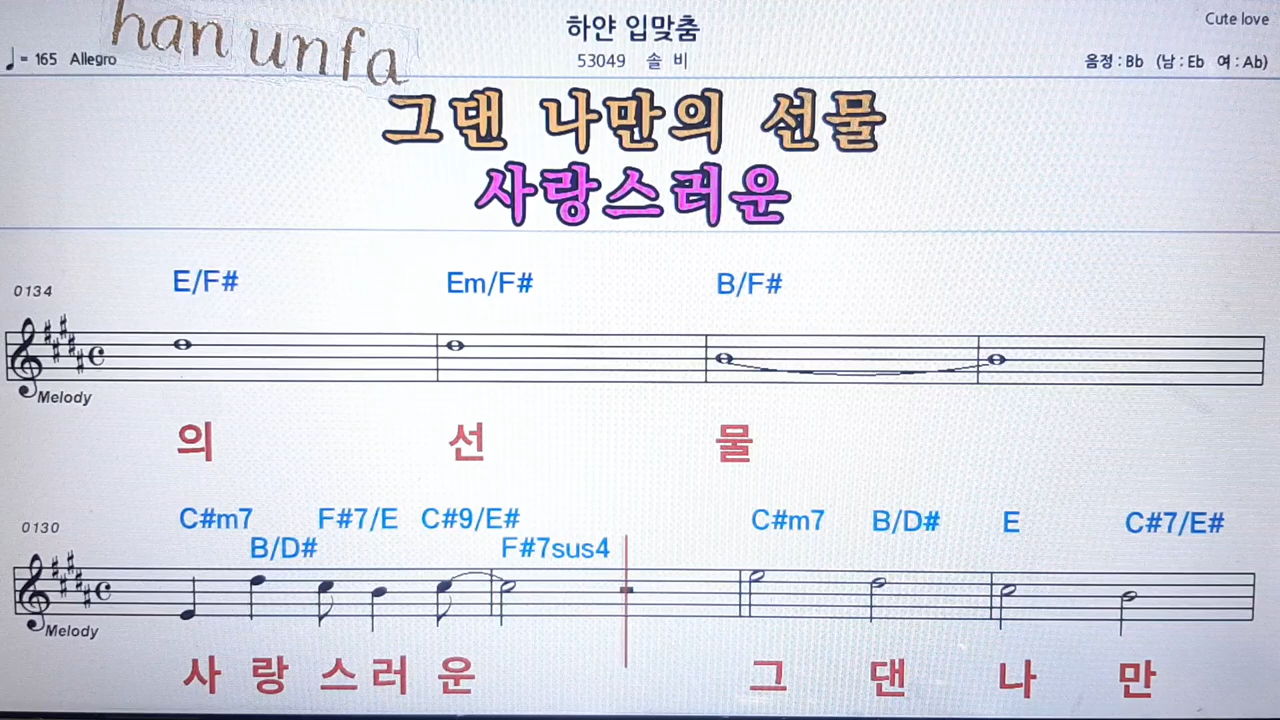 han unfa
하얀 입맞춤
Cute love
♩= 165 Allegro
53049 솔 비
음정 : Bb (남 : Eb 여 : Ab)
그댄 나만의 선물
사랑스러운
E/F# Em/F# B/F#
0134
Melody
의 선 물
C#m7 F#7/E C#9/E# C#m7 B/D# E C#7/E#
0130
B/D# F#7sus4
Melody
사 랑 스 러 운 그 댄 나 만